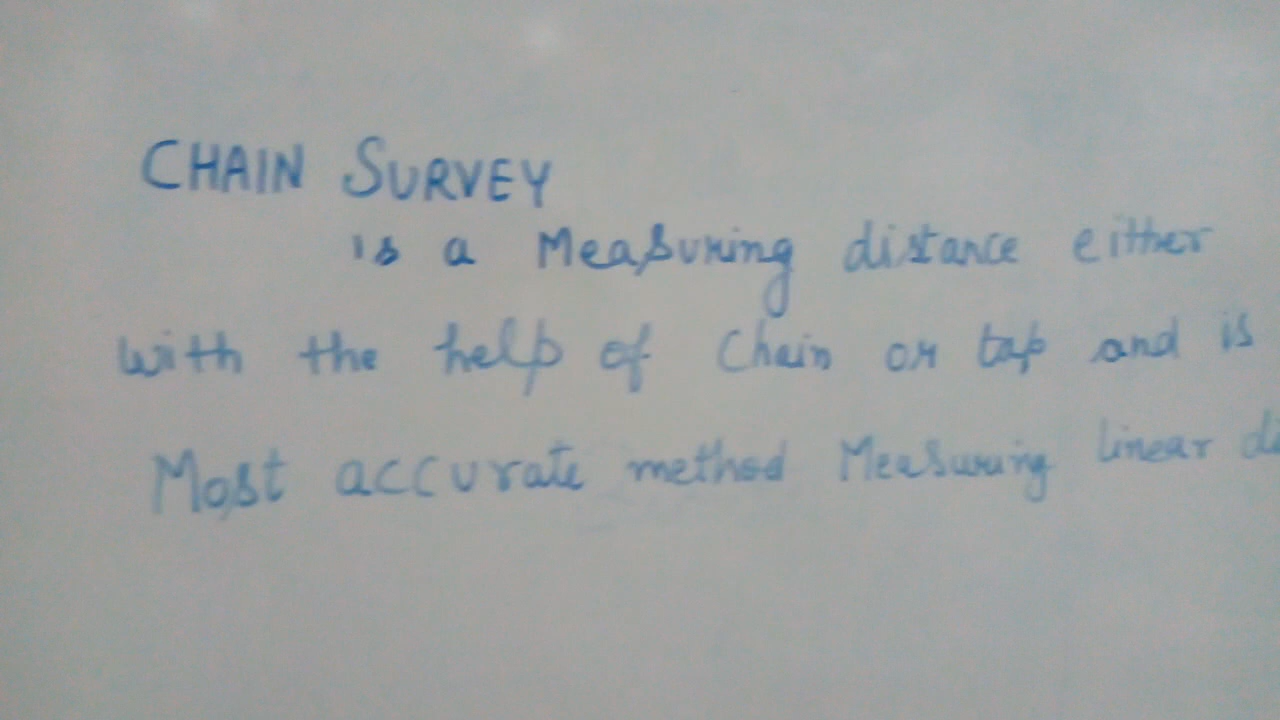 CHAIN SURVEY
is a Measuring distance either
with the help of Chain or tap and is
Most accurate method Measuring linear di